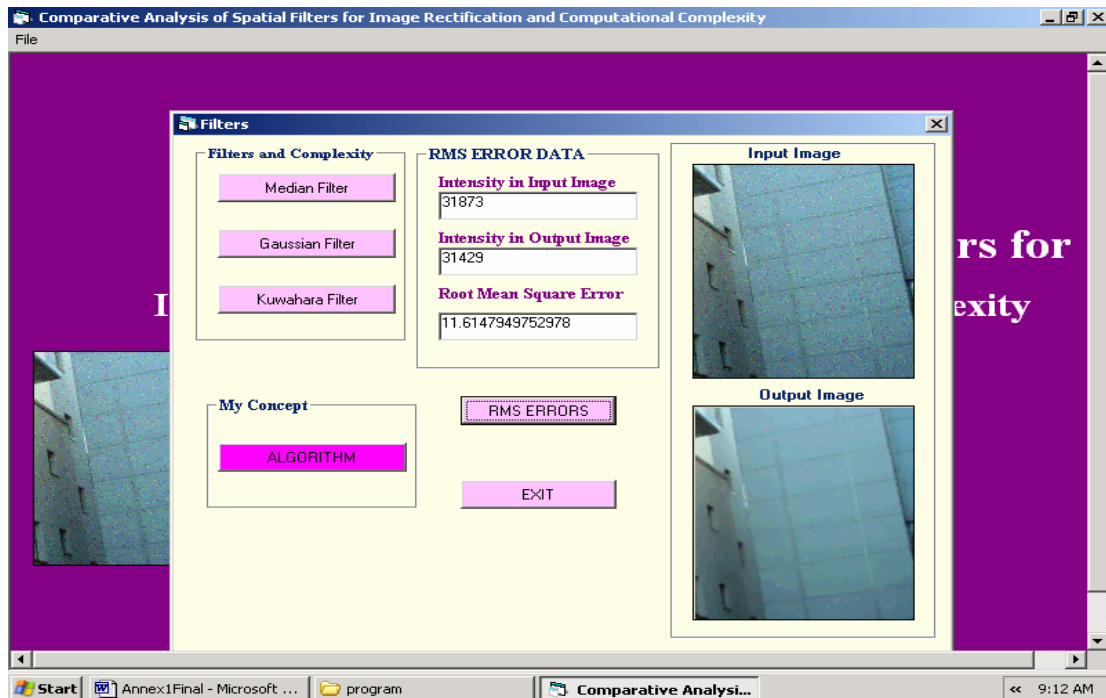 Comparative Analysis of Spatial Filters for Image Rectification and Computational Complexity
File
rs for
I
exity
Filters
Filters and Complexity
Median Filter
Gaussian Filter
Kuwahara Filter
RMS ERROR DATA
Intensity in Input Image
31873
Intensity in Output Image
31429
Root Mean Square Error
11.6147949752978
Input Image
Output Image
My Concept
ALGORITHM
RMS ERRORS
EXIT
Start
Annex1Final - Microsoft ...
program
Comparative Analysi...
« 9:12 AM